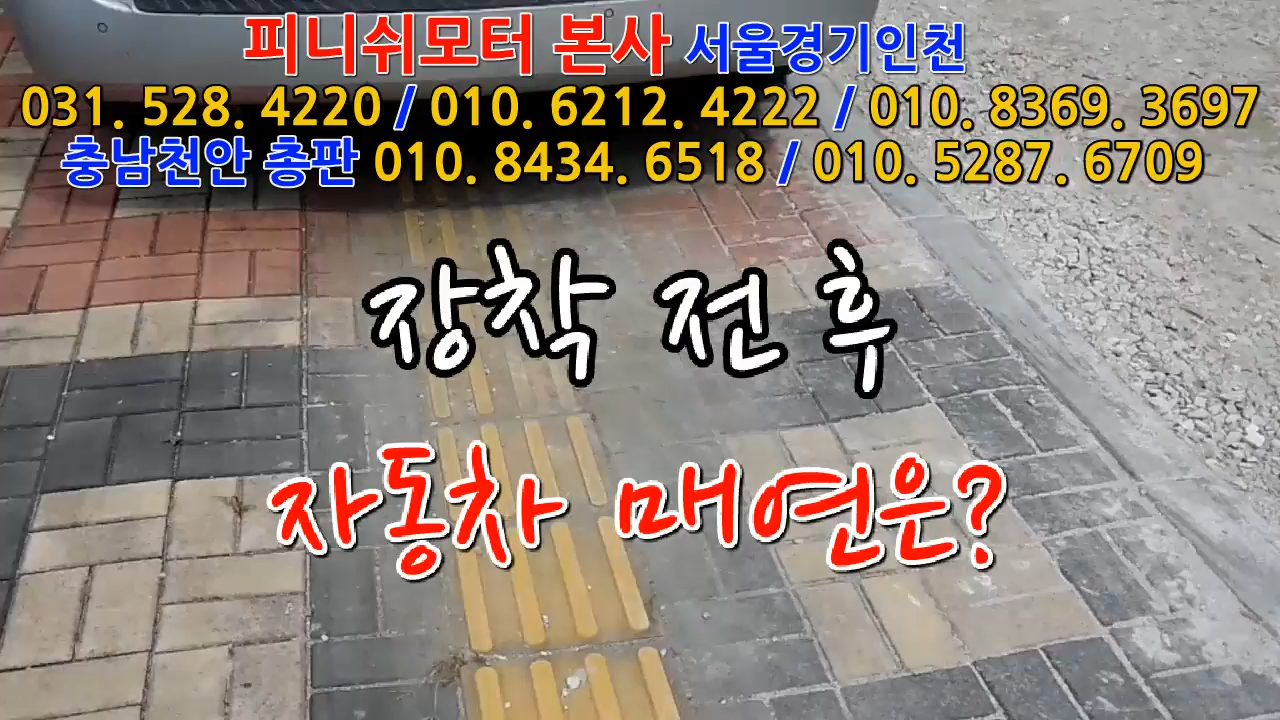 피니쉬모터 본사 서울경기인천
031. 528. 4220 / 010. 6212. 4222 / 010. 8369. 3697
충남천안 총판 010. 8434. 6518 / 010. 5287. 6709
장착 전 후
자동차 매연은?